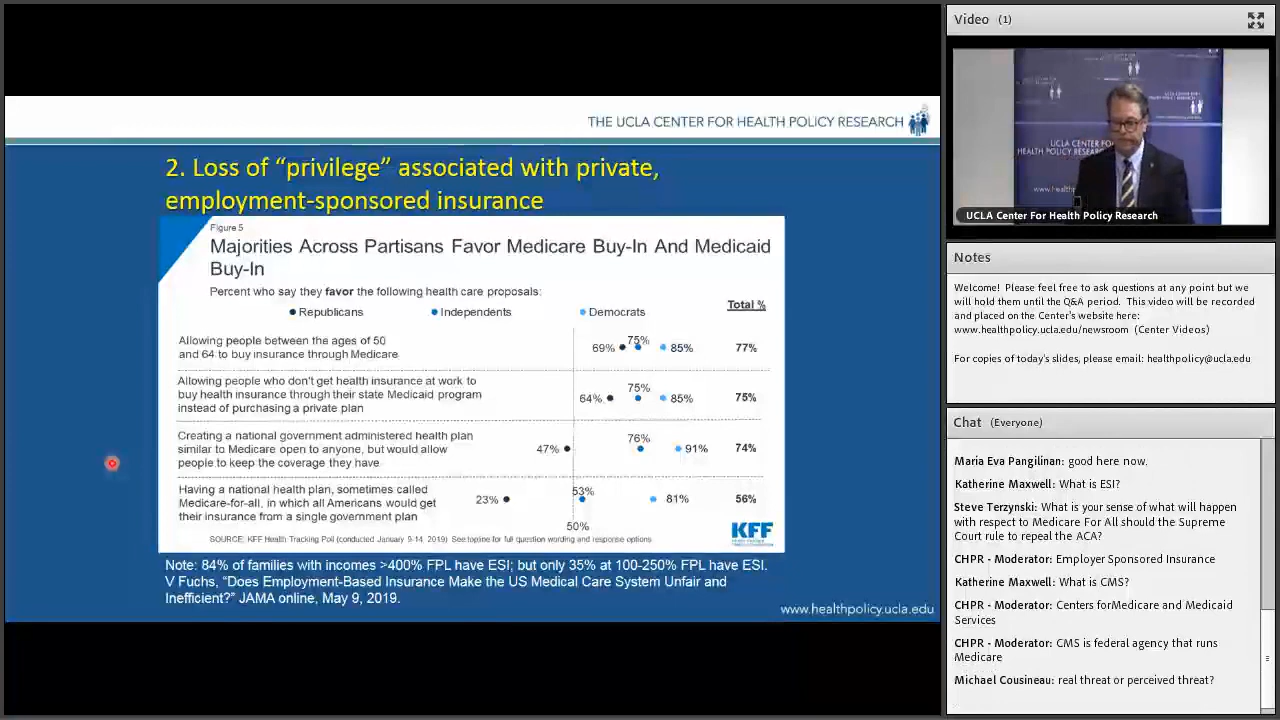 THE UCLA CENTER FOR HEALTH POLICY RESEARCH
2. Loss of “privilege” associated with private,
employment-sponsored insurance
Figure 5
Majorities Across Partisans Favor Medicare Buy-In And Medicaid
Buy-In
Percent who say they favor the following health care proposals:
Total %
Republicans Independents Democrats
Allowing people between the ages of 50
and 64 to buy insurance through Medicare
69% 75% 85% 77%
Allowing people who don't get health insurance at work to
buy health insurance through their state Medicaid program
instead of purchasing a private plan
64% 75% 85% 75%
Creating a national government administered health plan
similar to Medicare open to anyone, but would allow
people to keep the coverage they have
47% 76% 91% 74%
Having a national health plan, sometimes called
Medicare-for-all, in which all Americans would get
their insurance from a single government plan
23% 53% 81% 56%
50%
SOURCE: KFF Health Tracking Poll (conducted January 9-14, 2019) See topline for full question wording and response options
KFF
Note: 84% of families with incomes >400% FPL have ESI; but only 35% at 100-250% FPL have ESI.
V Fuchs, “Does Employment-Based Insurance Make the US Medical Care System Unfair and
Inefficient?” JAMA online, May 9, 2019.
www.healthpolicy.ucla.edu
Video (1)
UCLA CENTER FOR
HEALTH POLICY RESEARCH
UCLA Center For Health Policy Research
Notes
Welcome! Please feel free to ask questions at any point but we
will hold them until the Q&A period. This video will be recorded
and placed on the Center's website here:
www.healthpolicy.ucla.edu/newsroom (Center Videos)
For copies of today's slides, please email: healthpolicy@ucla.edu
Chat (Everyone)
Maria Eva Pangilinan: good here now.
Katherine Maxwell: What is ESI?
Steve Terzynski: What is your sense of what will happen
with respect to Medicare For All should the Supreme
Court rule to repeal the ACA?
CHPR - Moderator: Employer Sponsored Insurance
Katherine Maxwell: What is CMS?
CHPR - Moderator: Centers forMedicare and Medicaid
Services
CHPR - Moderator: CMS is federal agency that runs
Medicare
Michael Cousineau: real threat or perceived threat?